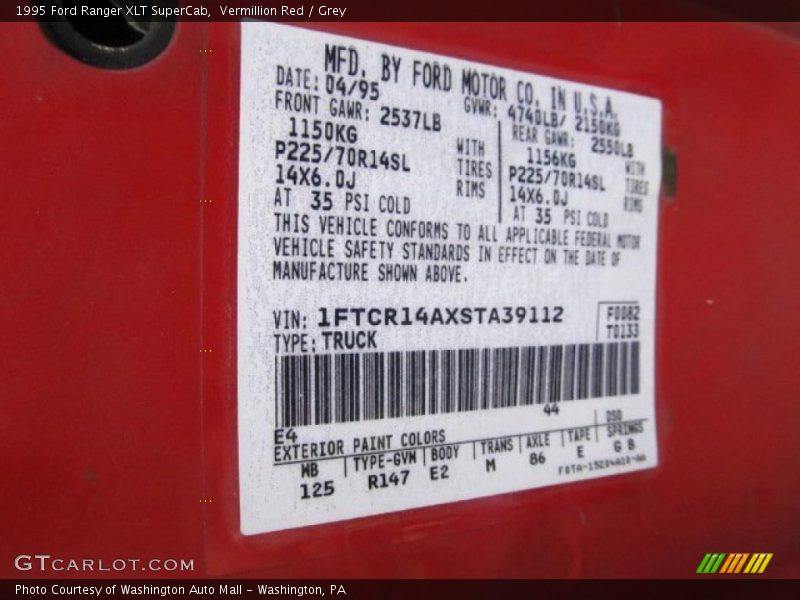 1995 Ford Ranger XLT SuperCab, Vermillion Red / Grey
MFD. BY FORD MOTOR CO. IN U.S.A.
DATE: 04/95 GVWR: 4740LB/ 2150KG
FRONT GAWR: 2537LB REAR GAWR: 2550LB
1150KG WITH 1156KG WITH
P225/70R14SL TIRES P225/70R14SL TIRES
14X6.0J RIMS 14X6.0J RIMS
AT 35 PSI COLD AT 35 PSI COLD
THIS VEHICLE CONFORMS TO ALL APPLICABLE FEDERAL MOTOR
VEHICLE SAFETY STANDARDS IN EFFECT ON THE DATE OF
MANUFACTURE SHOWN ABOVE.
VIN: 1FTCR14AXSTA39112 F0082
TYPE: TRUCK T0133
44
E4 DSO
EXTERIOR PAINT COLORS
WB TYPE-GVW BODY TRANS AXLE TAPE SPRINGS
125 R147 E2 M 86 E G B
GTCARLOT.COM
Photo Courtesy of Washington Auto Mall - Washington, PA